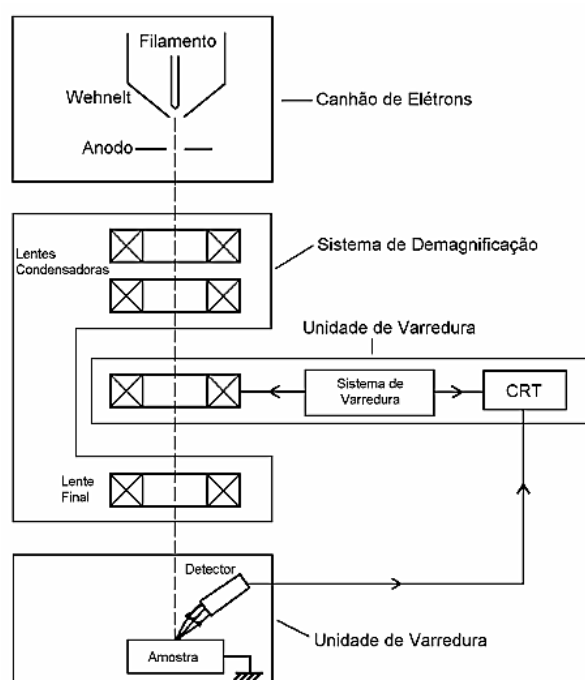 Filamento
Wehnelt
Canhão de Elétrons
Anodo
Lentes
Condensadoras
Sistema de Demagnificação
Unidade de Varredura
Sistema de
Varredura
CRT
Lente
Final
Detector
Unidade de Varredura
Amostra